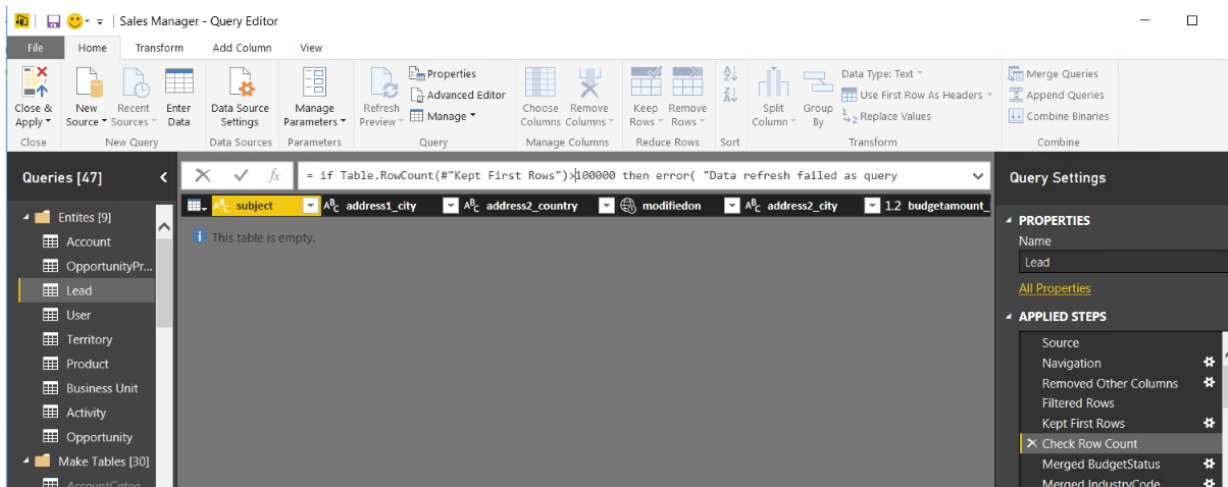 Sales Manager - Query Editor
File Home Transform Add Column View
Close & Apply
New Source
Recent Sources
Enter Data
Data Source Settings
Manage Parameters
Refresh Preview
Properties
Advanced Editor
Manage
Choose Columns
Remove Columns
Keep Rows
Remove Rows
Split Column
Group By
Data Type: Text
Use First Row As Headers
Replace Values
Merge Queries
Append Queries
Combine Binaries
Close New Query Data Sources Parameters Query Manage Columns Reduce Rows Sort Transform Combine
Queries [47]
Entites [9]
Account
OpportunityPr...
Lead
User
Territory
Product
Business Unit
Activity
Opportunity
Make Tables [30]
fx = if Table.RowCount(#"Kept First Rows")>100000 then error( "Data refresh failed as query
ABC subject ABC address1_city ABC address2_country modifiedon ABC address2_city 1.2 budgetamount_
This table is empty.
Query Settings
PROPERTIES
Name
Lead
All Properties
APPLIED STEPS
Source
Navigation
Removed Other Columns
Filtered Rows
Kept First Rows
Check Row Count
Merged BudgetStatus
Merged IndustryCode